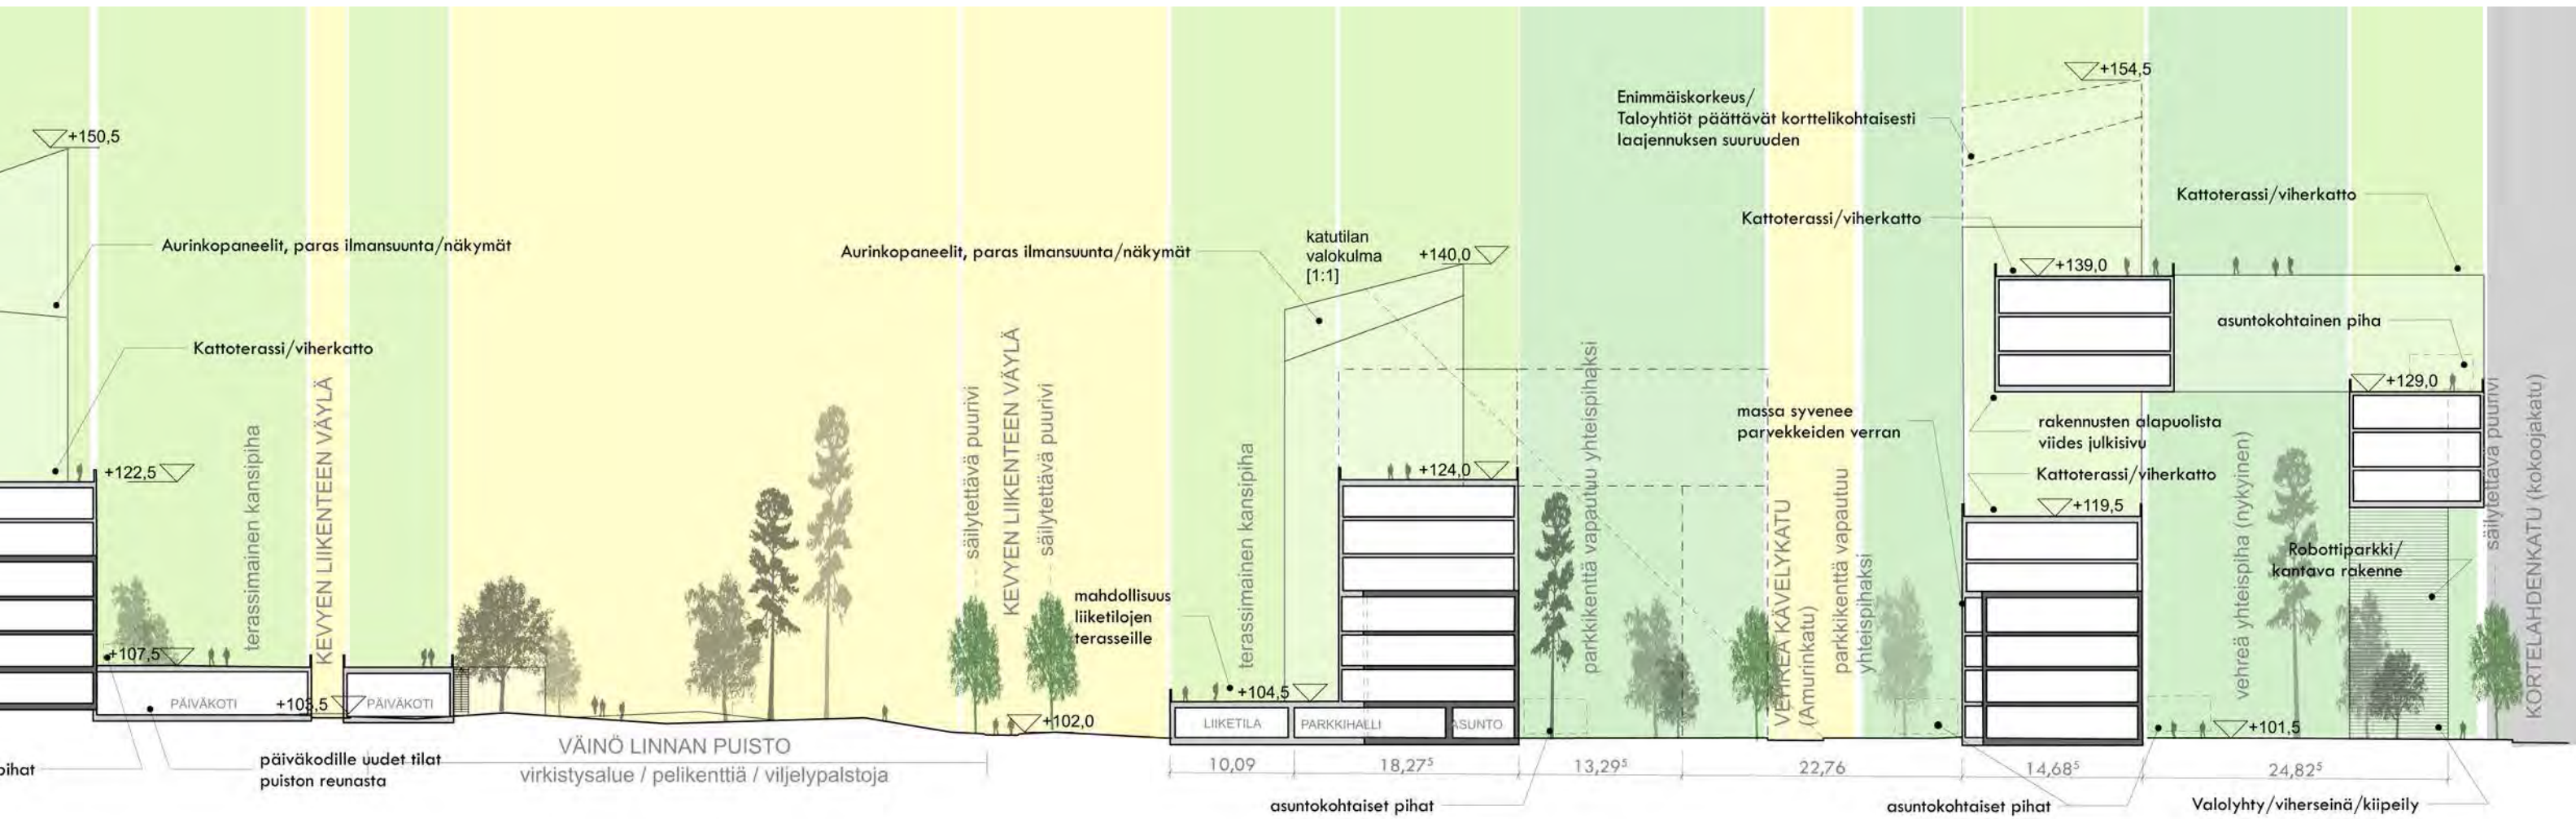 +154,5
Enimmäiskorkeus/
Taloyhtiöt päättävät korttelikohtaisesti
laajennuksen suuruuden
+150,5
Kattoterassi/viherkatto
Kattoterassi/viherkatto
Aurinkopaneelit, paras ilmansuunta/näkymät
Aurinkopaneelit, paras ilmansuunta/näkymät
katutilan
valokulma
[1:1]
+140,0
+139,0
asuntokohtainen piha
Kattoterassi/viherkatto
+129,0
massa syvenee
parvekkeiden verran
rakennusten alapuolista
viides julkisivu
Kattoterassi/viherkatto
+122,5
+124,0
+119,5
terassimainen kansipiha
KEVYEN LIIKENTEEN VÄYLÄ
säilytettävä puurivi
KEVYEN LIIKENTEEN VÄYLÄ
säilytettävä puurivi
terassimainen kansipiha
parkkikenttä vapautuu yhteispihaksi
VEHREÄ KÄVELYKATU
(Amurinkatu)
parkkikenttä vapautuu
yhteispihaksi
vehreä yhteispiha (nykyinen)
säilytettävä puurivi
KORTELAHDENKATU (kokoojakatu)
Robottiparkki/
kantava rakenne
mahdollisuus
liiketilojen
terasseille
+107,5
+104,5
PÄIVÄKOTI
+103,5
PÄIVÄKOTI
+102,0
LIIKETILA
PARKKIHALLI
ASUNTO
+101,5
VÄINÖ LINNAN PUISTO
virkistysalue / pelikenttiä / viljelypalstoja
päiväkodille uudet tilat
puiston reunasta
pihat
10,09
18,27⁵
13,29⁵
22,76
14,68⁵
24,82⁵
asuntokohtaiset pihat
asuntokohtaiset pihat
Valolyhty/viherseinä/kiipeily